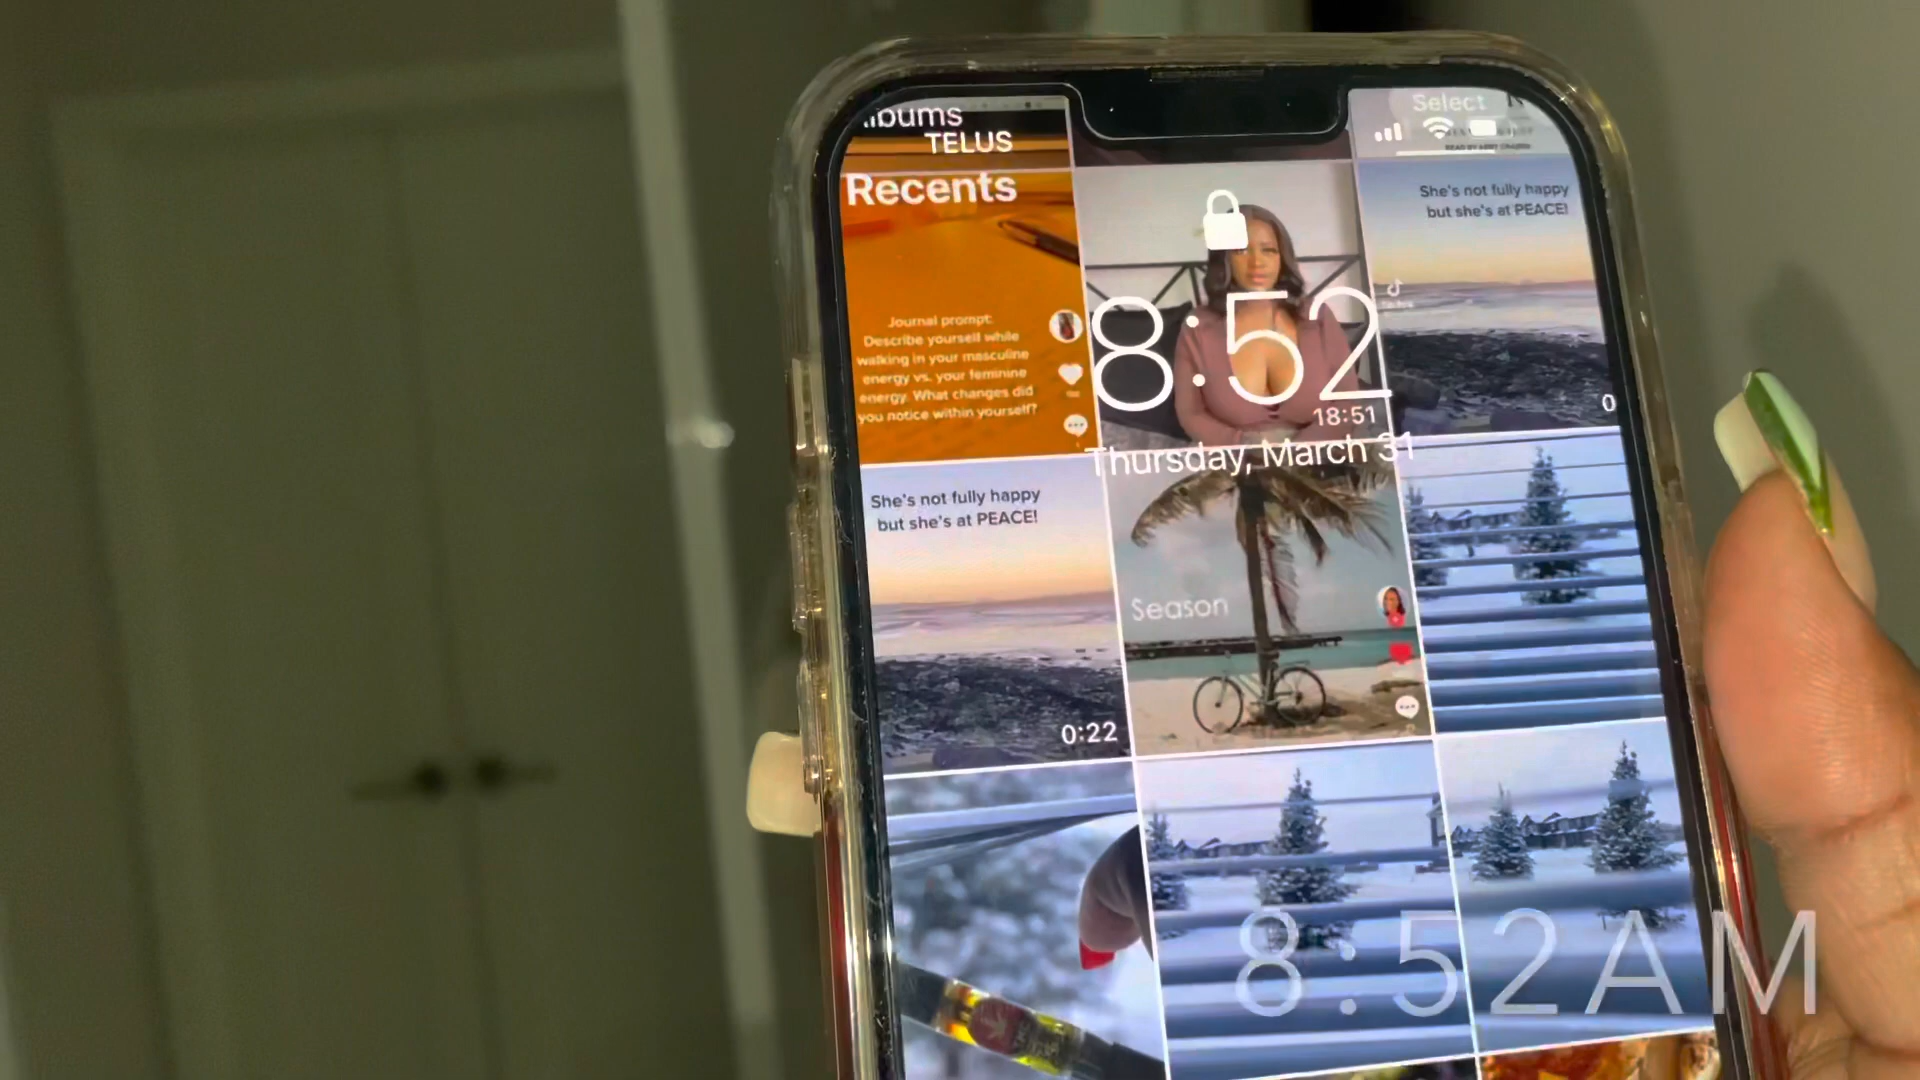 Select
TELUS
Recents
She's not fully happy
but she's at PEACE!
8:52
Journal prompt:
Describe yourself while
walking in your masculine
energy vs. your feminine
energy. What changes did
you notice within yourself?
18:51
Thursday, March 31
She's not fully happy
but she's at PEACE!
Season
0:22
8:52AM